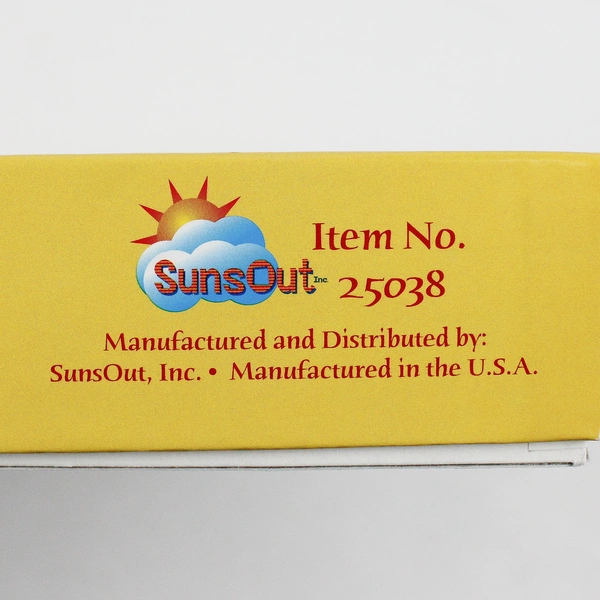 SunsOut Inc.
Item No.
25038
Manufactured and Distributed by:
SunsOut, Inc. • Manufactured in the U.S.A.